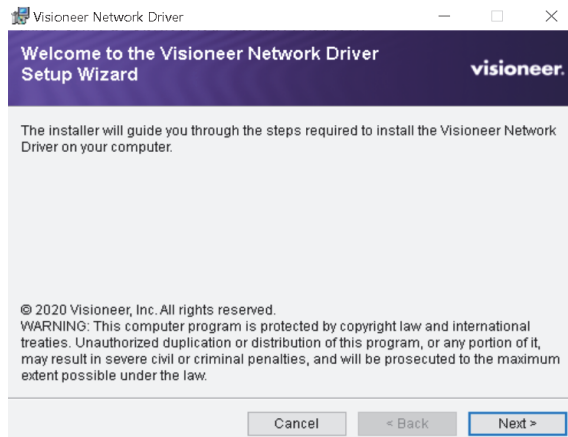 Visioneer Network Driver
Welcome to the Visioneer Network Driver
Setup Wizard
visioneer.
The installer will guide you through the steps required to install the Visioneer Network
Driver on your computer.
© 2020 Visioneer, Inc. All rights reserved.
WARNING: This computer program is protected by copyright law and international
treaties. Unauthorized duplication or distribution of this program, or any portion of it,
may result in severe civil or criminal penalties, and will be prosecuted to the maximum
extent possible under the law.
Cancel
< Back
Next >